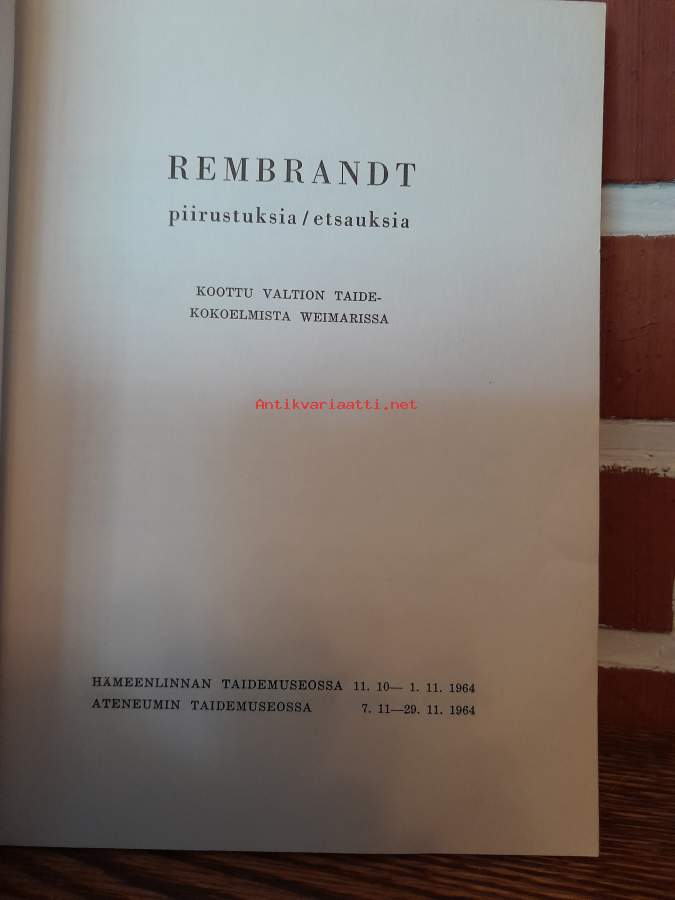 REMBRANDT
piirustuksia/etsauksia
KOOTTU VALTION TAIDE-
KOKOELMISTA WEIMARISSA
Antikvariaatti.net
HÄMEENLINNAN TAIDEMUSEOSSA 11. 10— 1. 11. 1964
ATENEUMIN TAIDEMUSEOSSA 7. 11—29. 11. 1964